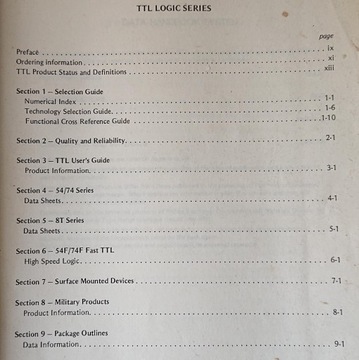 TTL LOGIC SERIES
page
Preface ix
Ordering Information xi
TTL Product Status and Definitions xiii
Section 1 — Selection Guide
Numerical Index 1-1
Technology Selection Guide 1-6
Functional Cross Reference Guide 1-10
Section 2 — Quality and Reliability 2-1
Section 3 — TTL User's Guide
Product Information 3-1
Section 4 — 54/74 Series
Data Sheets 4-1
Section 5 — 8T Series
Data Sheets 5-1
Section 6 — 54F/74F Fast TTL
High Speed Logic 6-1
Section 7 — Surface Mounted Devices 7-1
Section 8 — Military Products
Product Information 8-1
Section 9 — Package Outlines
Data Information 9-1